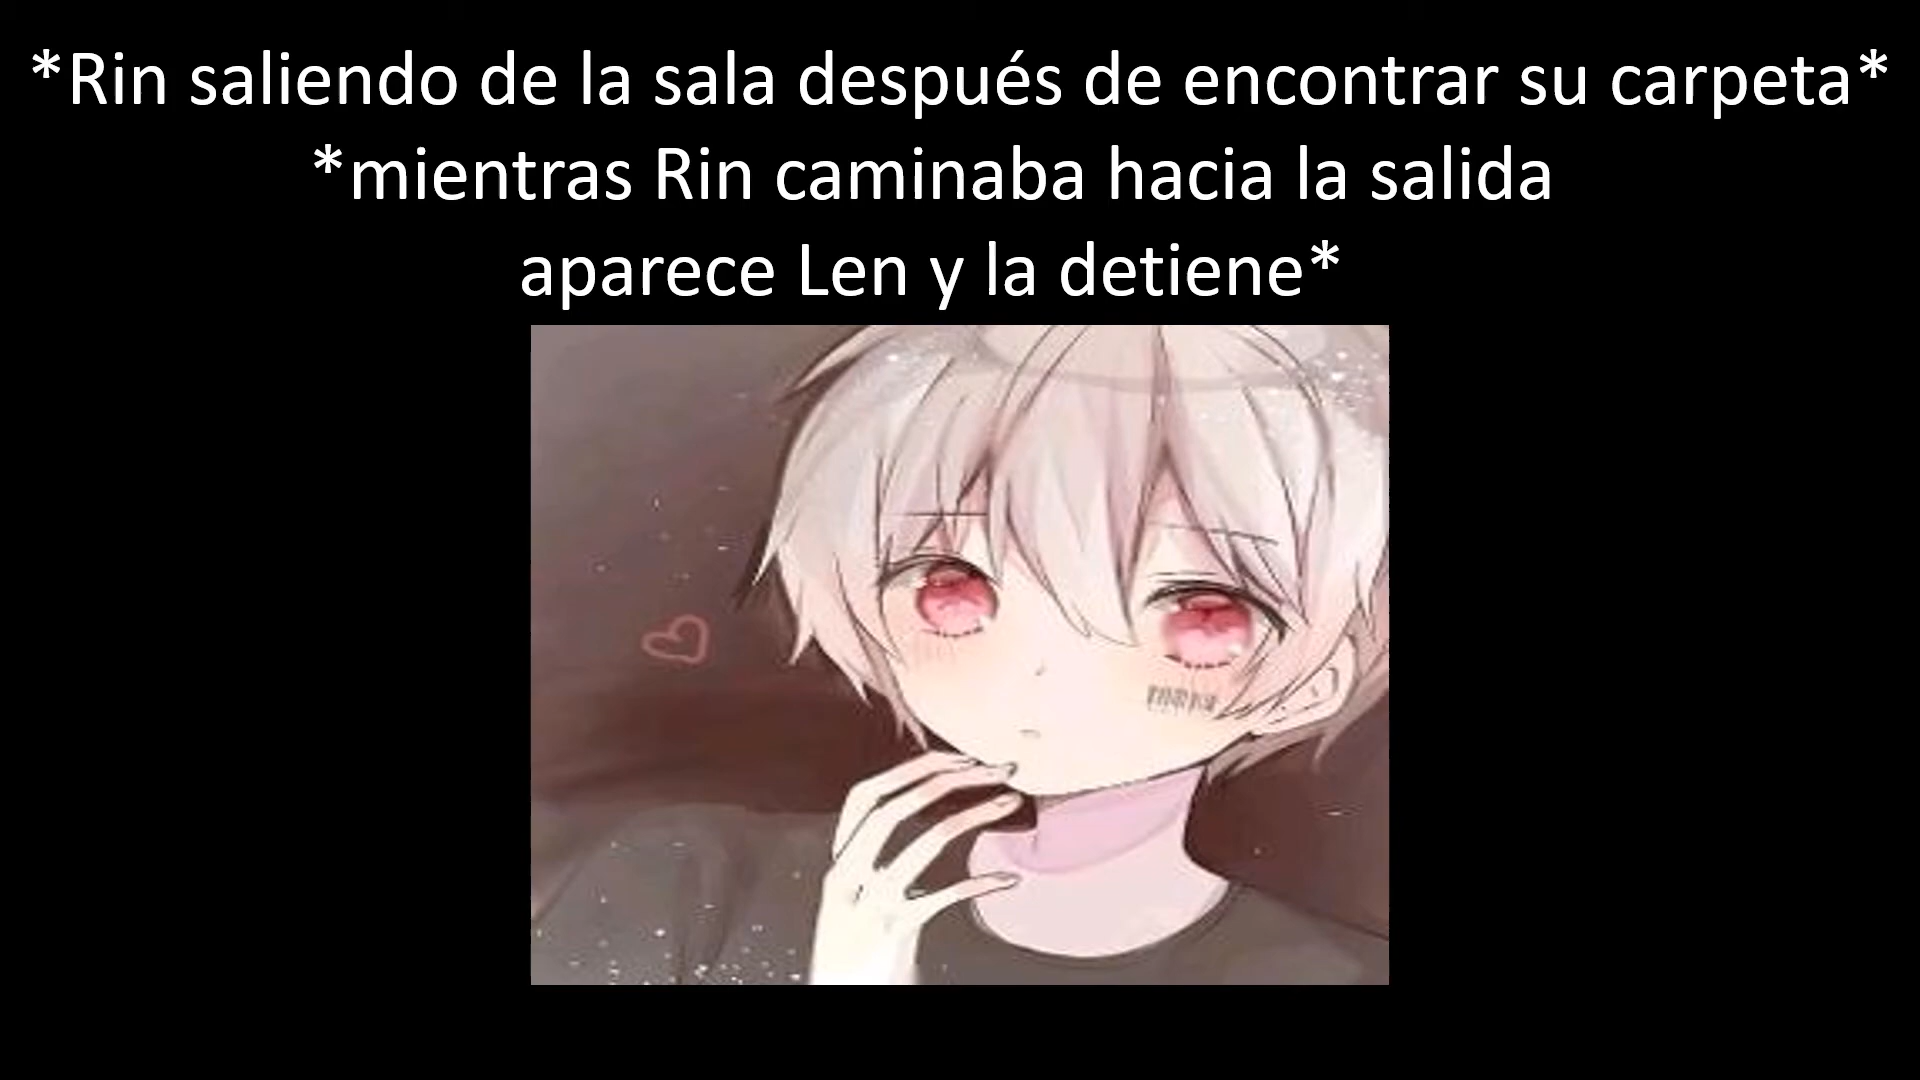 *Rin saliendo de la sala después de encontrar su carpeta*
*mientras Rin caminaba hacia la salida
aparece Len y la detiene*